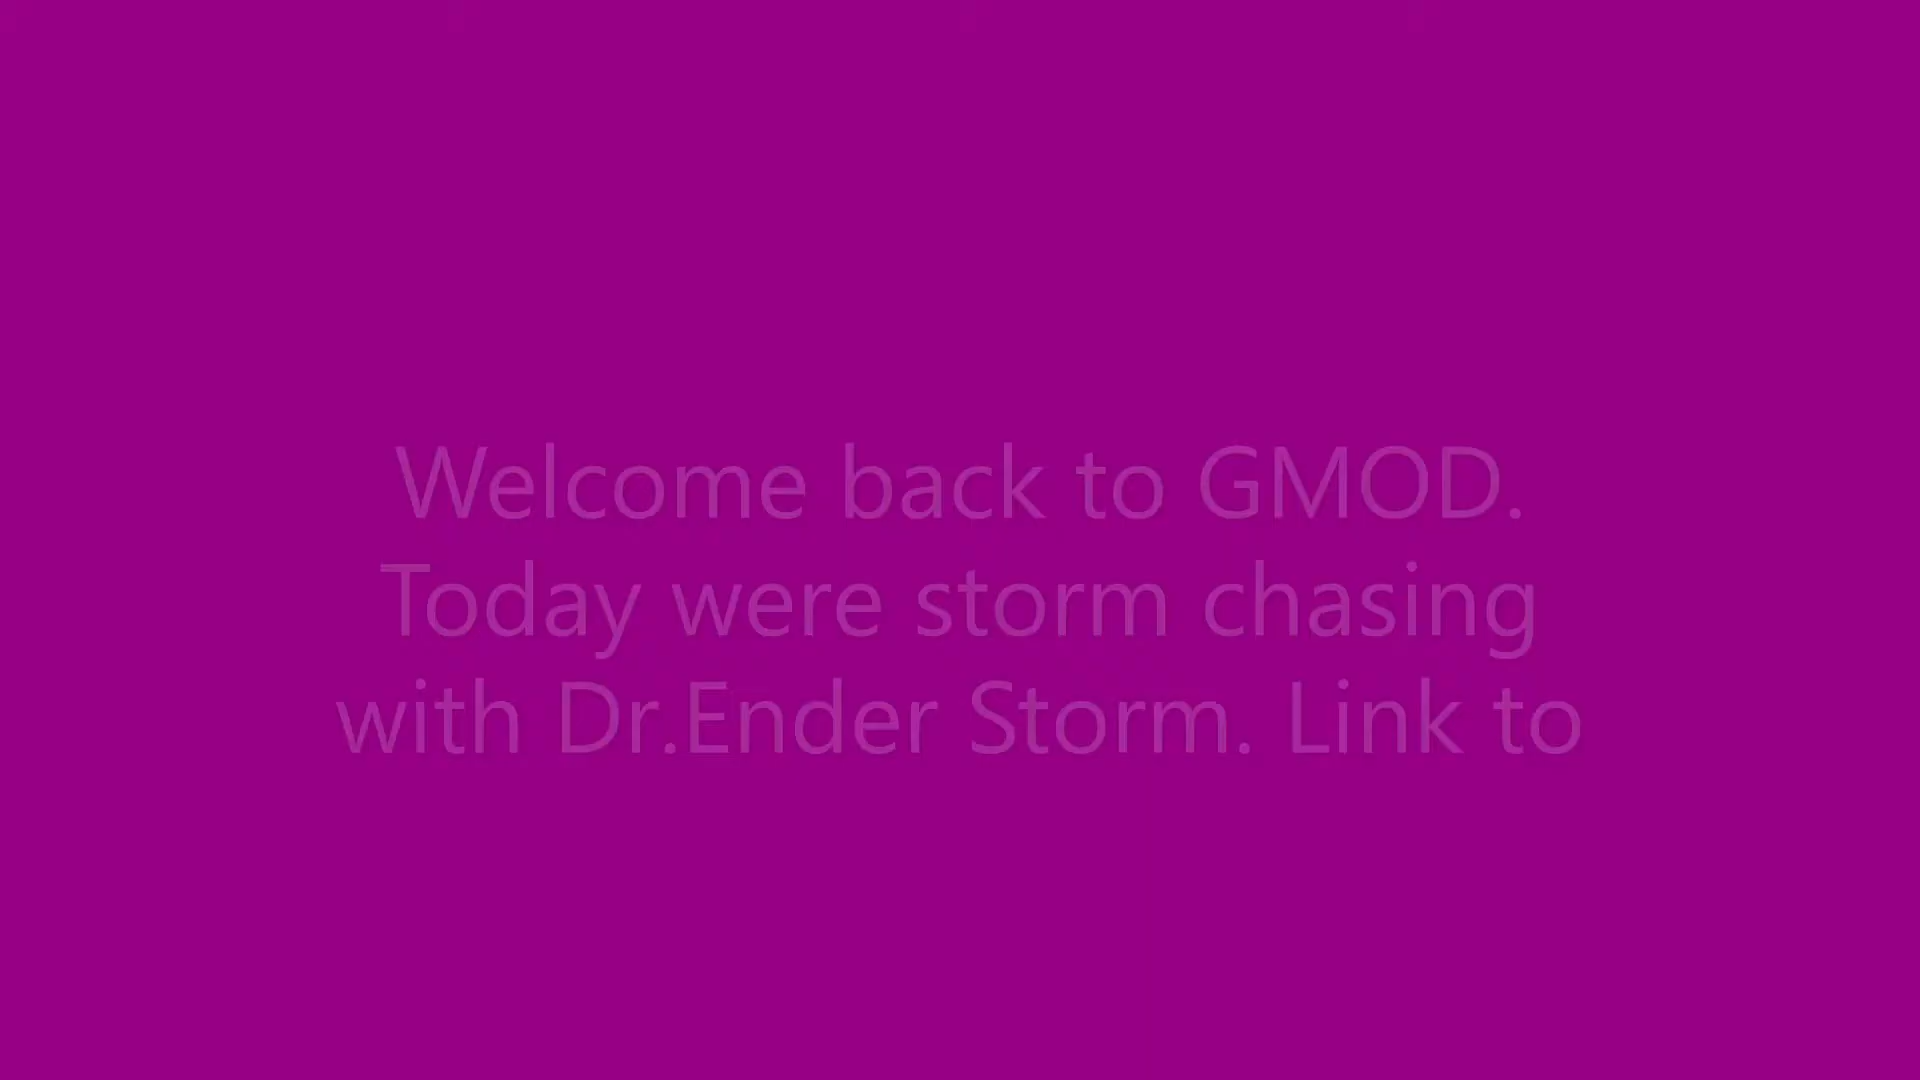 Welcome back to GMOD.
Today were storm chasing
with Dr.Ender Storm. Link to